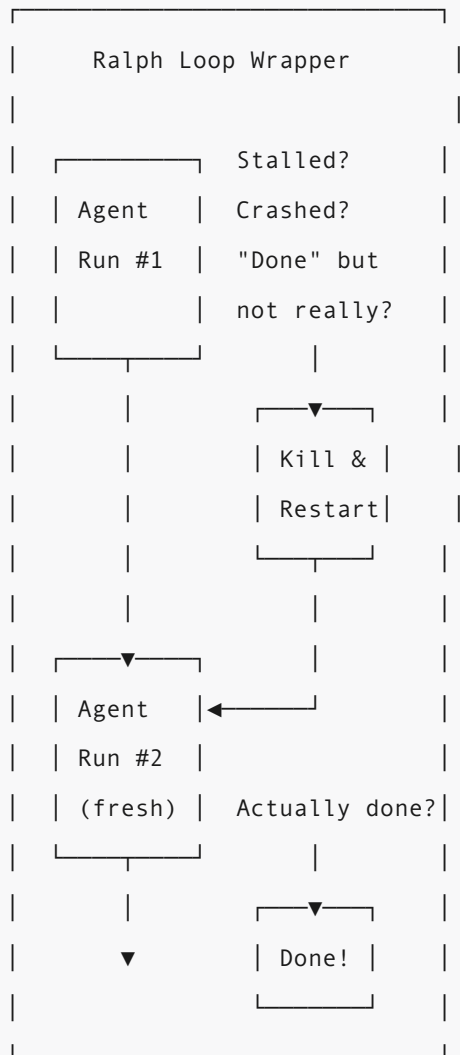 Ralph Loop Wrapper
Stalled?
Agent Crashed?
Run #1 "Done" but
not really?
Kill &
Restart
Agent
Run #2
(fresh) Actually done?
Done!